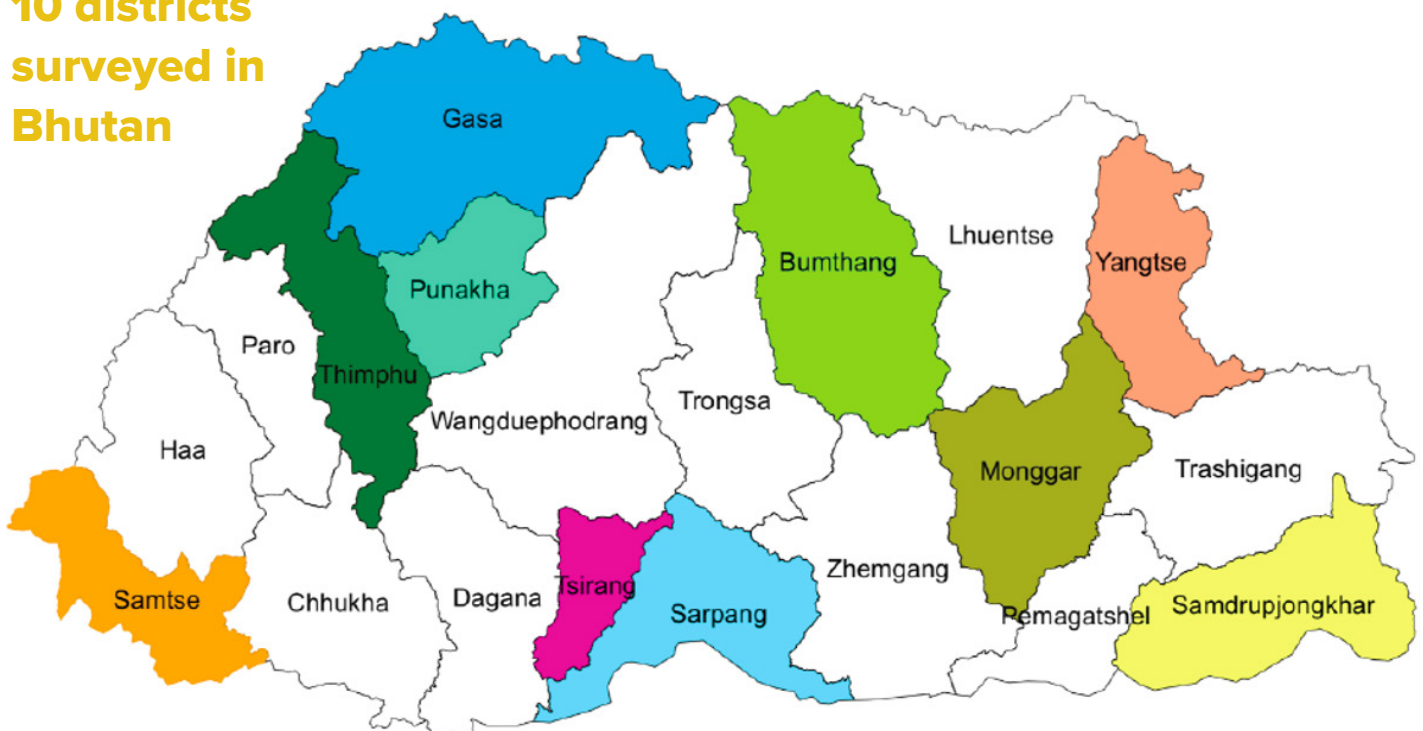 10 districts
surveyed in
Bhutan
Gasa
Lhuentse
Bumthang
Yangtse
Punakha
Paro
Thimphu
Trongsa
Wangduephodrang
Haa
Monggar
Trashigang
Zhemgang
Tsirang
Dagana
Samtse
Chhukha
Sarpang
Pemagatshel
Samdrupjongkhar